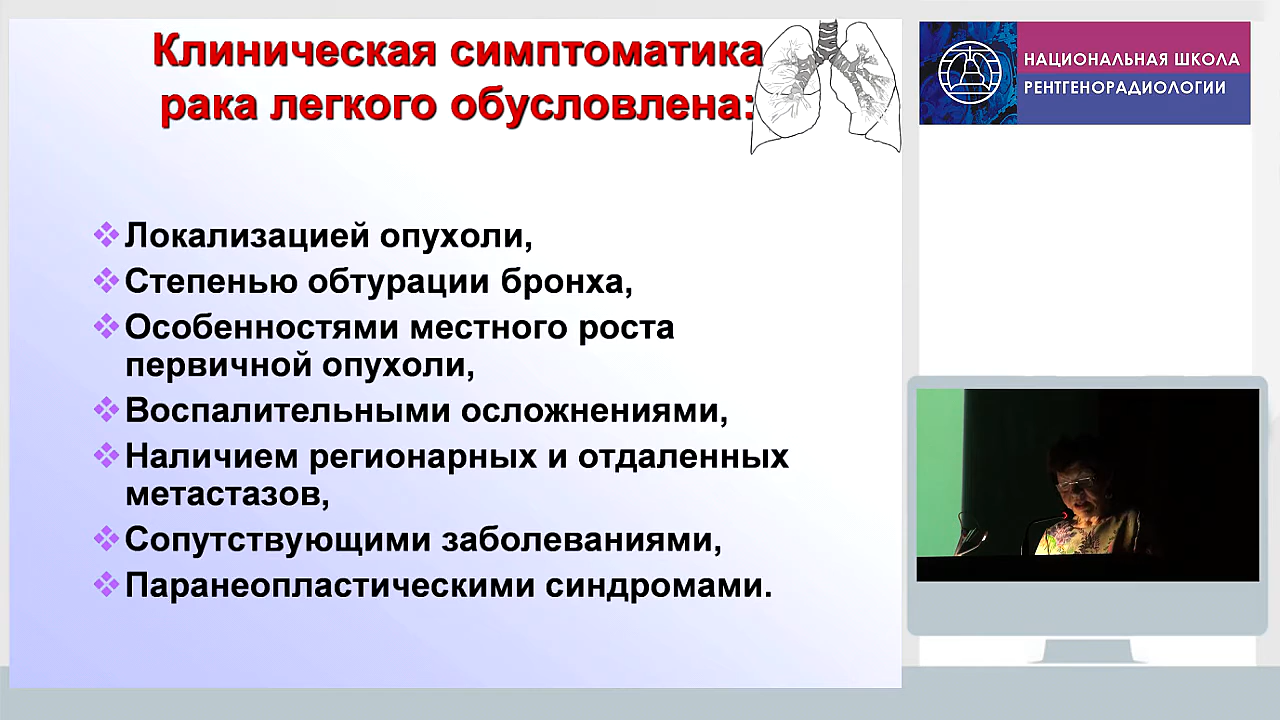 Клиническая симптоматика
рака легкого обусловлена:
Локализацией опухоли,
Степенью обтурации бронха,
Особенностями местного роста
первичной опухоли,
Воспалительными осложнениями,
Наличием регионарных и отдаленных
метастазов,
Сопутствующими заболеваниями,
Паранеопластическими синдромами.
НАЦИОНАЛЬНАЯ ШКОЛА
РЕНТГЕНОРАДИОЛОГИИ